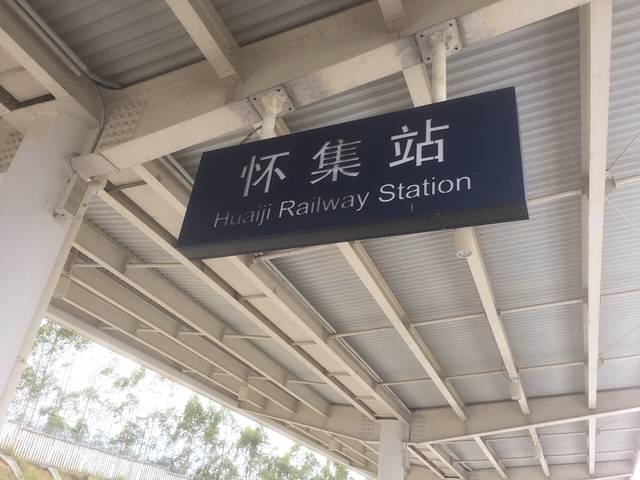 怀集站
Huaiji Railway Station